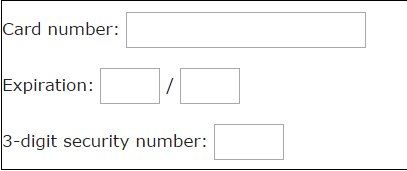 Card number:
Expiration: /
3-digit security number: